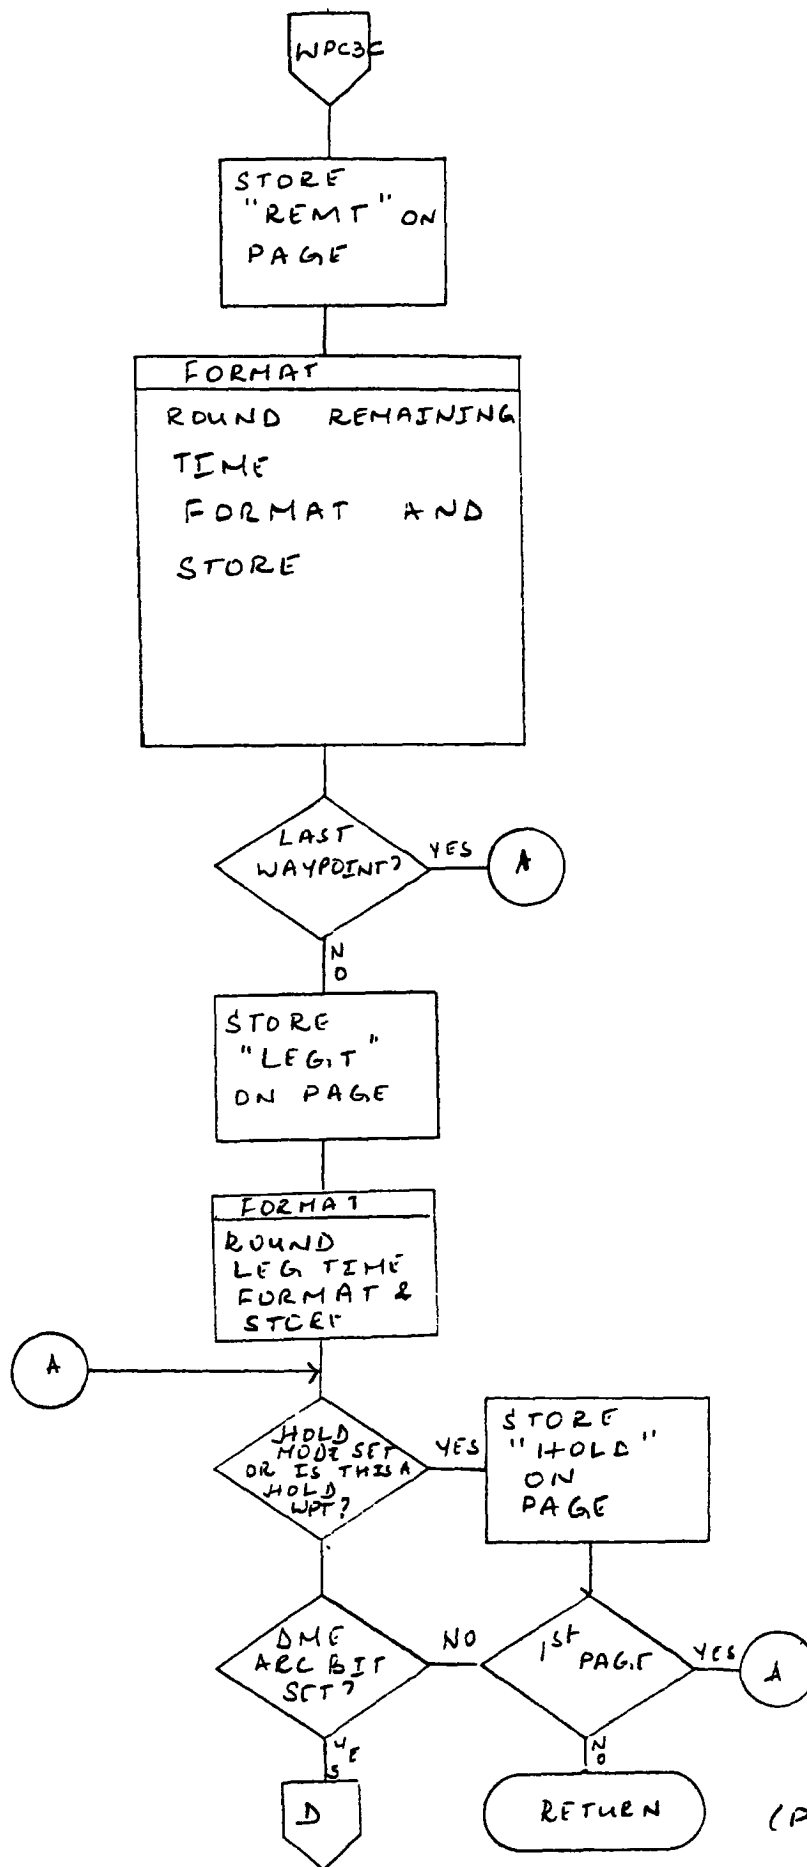 WPC3C
STORE
"REMT" ON
PAGE
FORMAT
ROUND REMAINING
TIME
FORMAT AND
STORE
LAST
WAYPOINT?
YES
A
NO
STORE
"LEGT"
ON PAGE
FORMAT
ROUND
LEG TIME
FORMAT &
STORE
A
HOLD
MODE SET
OR IS THIS A
HOLD
WPT?
YES
STORE
"HOLD"
ON
PAGE
DME
ARC BIT
SET?
NO
1st
PAGE
YES
A
YES
NO
D
RETURN